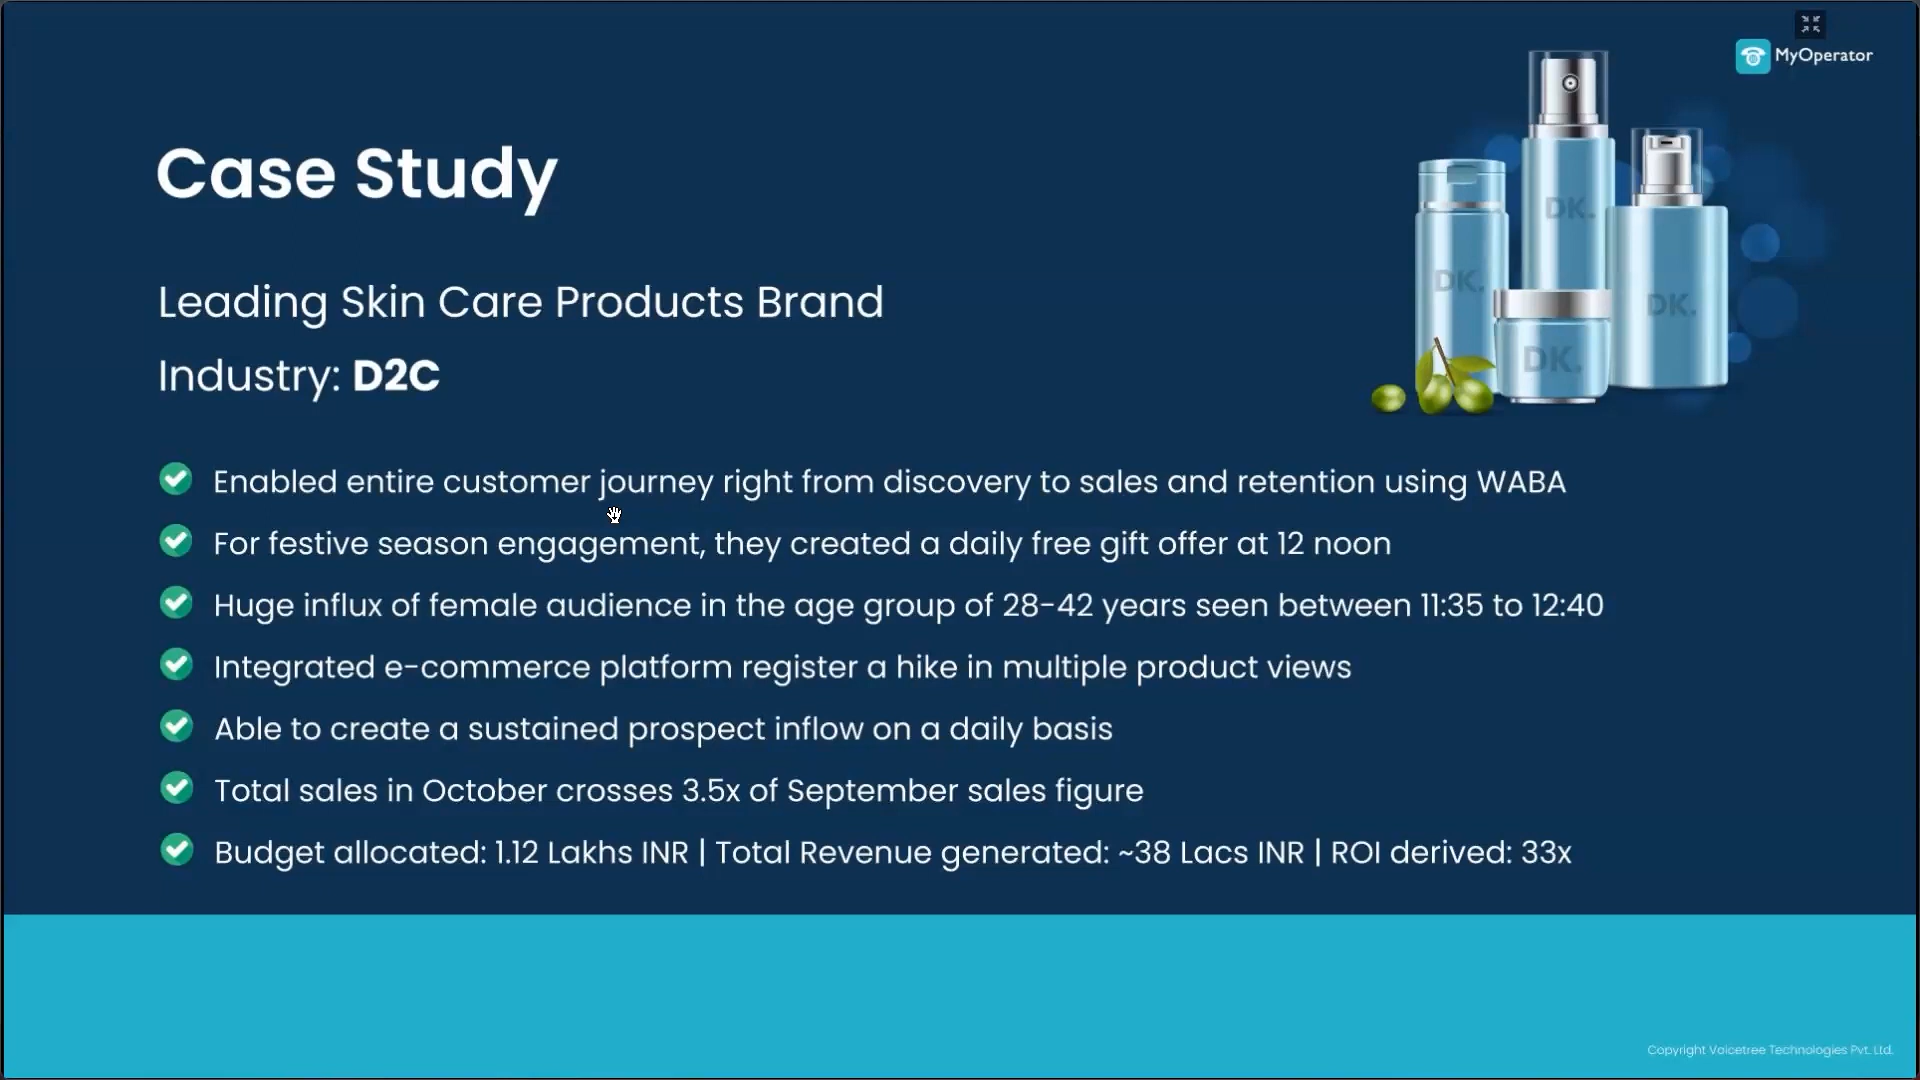 MyOperator
Case Study
Leading Skin Care Products Brand
Industry: D2C
DK.
DK.
DK.
DK.
Enabled entire customer journey right from discovery to sales and retention using WABA
For festive season engagement, they created a daily free gift offer at 12 noon
Huge influx of female audience in the age group of 28-42 years seen between 11:35 to 12:40
Integrated e-commerce platform register a hike in multiple product views
Able to create a sustained prospect inflow on a daily basis
Total sales in October crosses 3.5x of September sales figure
Budget allocated: 1.12 Lakhs INR | Total Revenue generated: ~38 Lacs INR | ROI derived: 33x
Copyright Voicetree Technologies Pvt. Ltd.